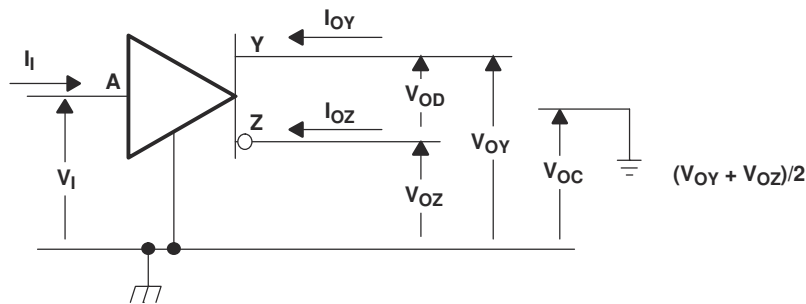 I_OY
I_I
A
Y
V_OD
Z
I_OZ
V_OY
V_I
V_OZ
V_OC
(V_OY + V_OZ)/2